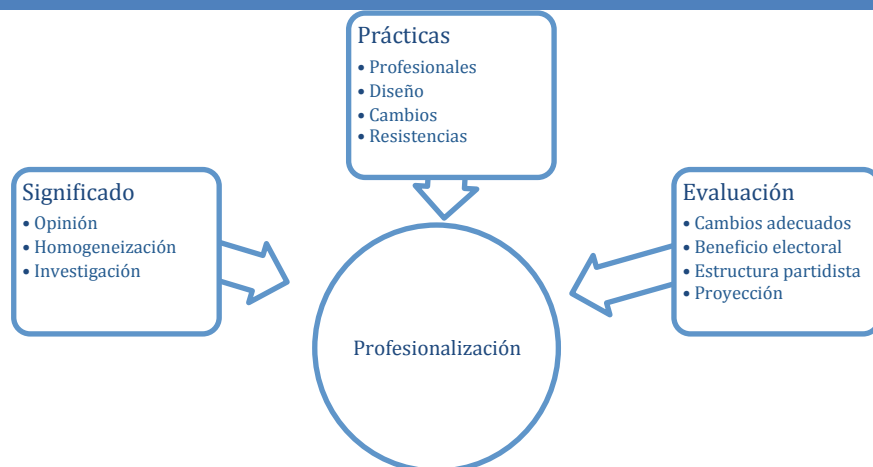 Prácticas
• Profesionales
• Diseño
• Cambios
• Resistencias
Significado
• Opinión
• Homogeneización
• Investigación
Evaluación
• Cambios adecuados
• Beneficio electoral
• Estructura partidista
• Proyección
Profesionalización